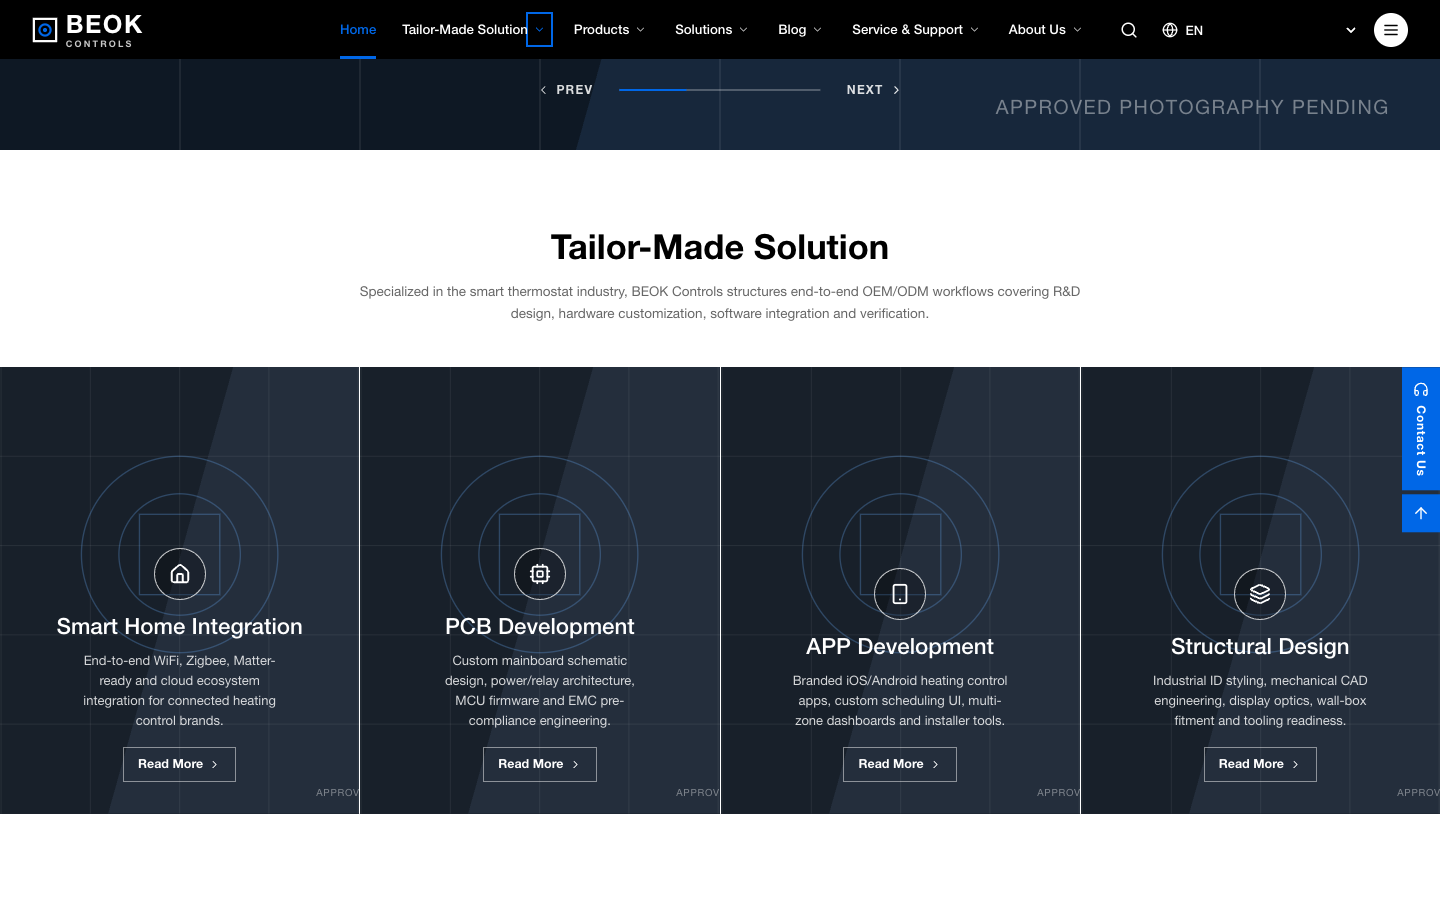 BEOK
CONTROLS
Home
Tailor-Made Solution
Products
Solutions
Blog
Service & Support
About Us
EN
PREV
NEXT
APPROVED PHOTOGRAPHY PENDING
Tailor-Made Solution
Specialized in the smart thermostat industry, BEOK Controls structures end-to-end OEM/ODM workflows covering R&D
design, hardware customization, software integration and verification.
Contact Us
Smart Home Integration
End-to-end WiFi, Zigbee, Matter-
ready and cloud ecosystem
integration for connected heating
control brands.
Read More
APPROV
PCB Development
Custom mainboard schematic
design, power/relay architecture,
MCU firmware and EMC pre-
compliance engineering.
Read More
APPROV
APP Development
Branded iOS/Android heating control
apps, custom scheduling UI, multi-
zone dashboards and installer tools.
Read More
APPROV
Structural Design
Industrial ID styling, mechanical CAD
engineering, display optics, wall-box
fitment and tooling readiness.
Read More
APPROV